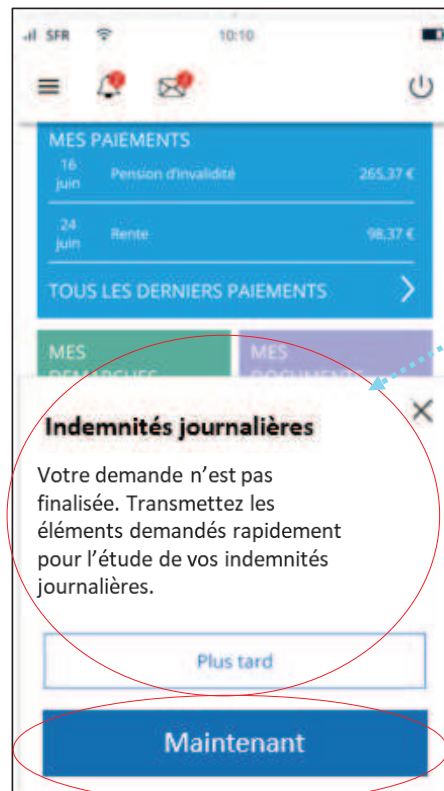 SFR 10:10
MES PAIEMENTS
16 juin Pension d'invalidité 265,37 €
24 juin Rente 98,37 €
TOUS LES DERNIERS PAIEMENTS
MES DEMARCHES
MES DOCUMENTS
Indemnités journalières
Votre demande n'est pas
finalisée. Transmettez les
éléments demandés rapidement
pour l'étude de vos indemnités
journalières.
Plus tard
Maintenant